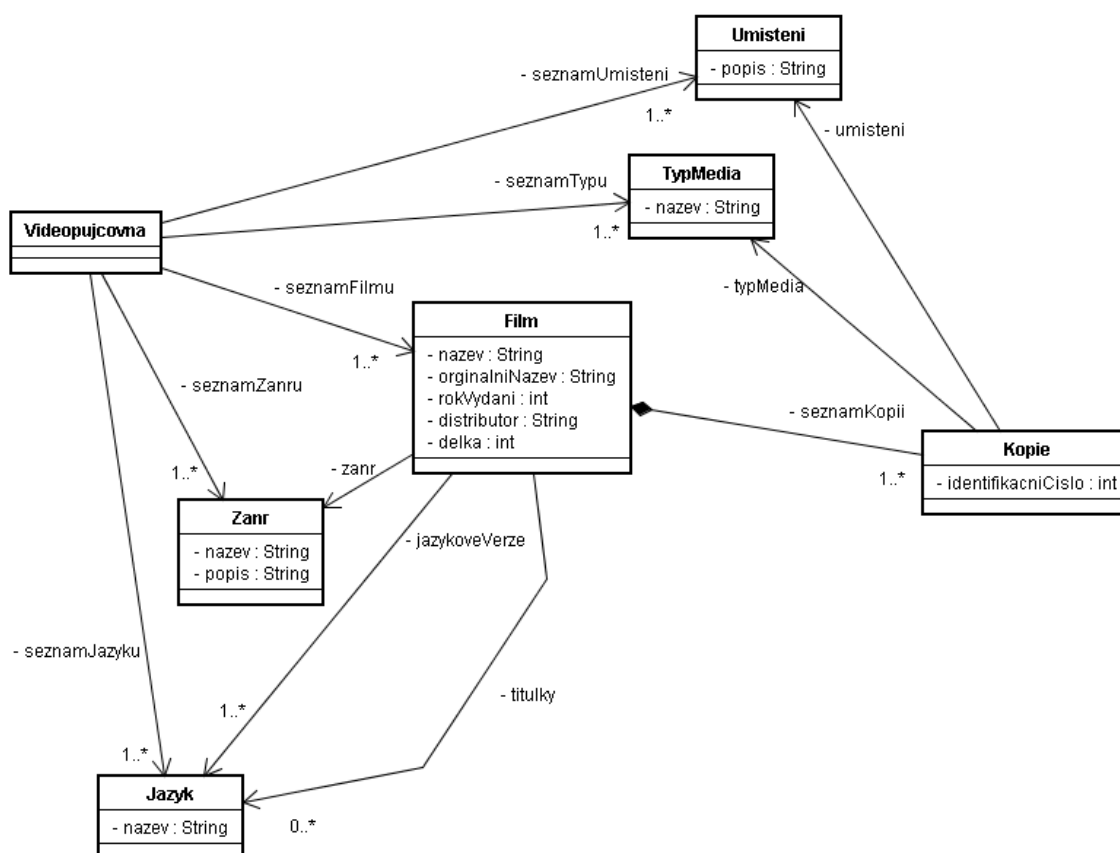 Umisteni
- popis : String
- seznamUmisteni
1..*
- umisteni
TypMedia
- nazev : String
- seznamTypu
1..*
Videopujcovna
- typMedia
- seznamFilmu
1..*
Film
- nazev : String
- orginalniNazev : String
- rokVydani : int
- distributor : String
- delka : int
- seznamZanru
1..*
- seznamKopii
1..*
Kopie
- identifikacniCislo : int
- zanr
Zanr
- nazev : String
- popis : String
- jazykoveVerze
1..*
- seznamJazyku
1..*
- titulky
0..*
Jazyk
- nazev : String